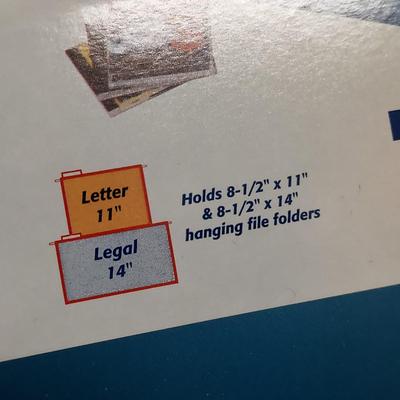 Letter
11"
Legal
14"
Holds 8-1/2" x 11"
& 8-1/2" x 14"
hanging file folders